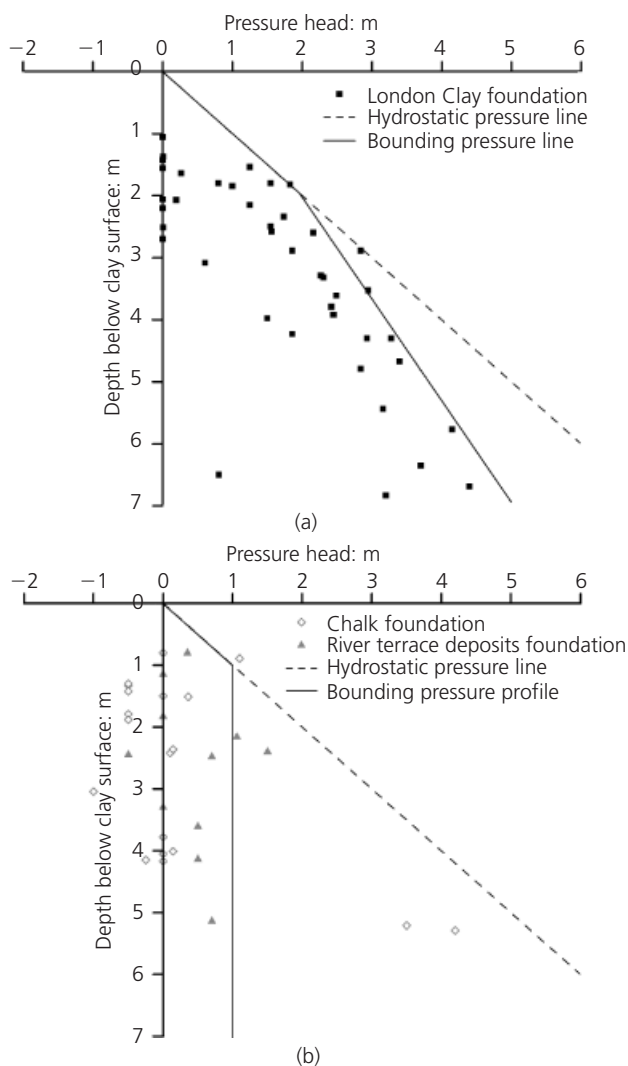 Pressure head: m
−2 −1 0 1 2 3 4 5 6
0
1
2
3
4
5
6
7
Depth below clay surface: m
London Clay foundation
Hydrostatic pressure line
Bounding pressure line
(a)
Pressure head: m
−2 −1 0 1 2 3 4 5 6
0
1
2
3
4
5
6
7
Depth below clay surface: m
Chalk foundation
River terrace deposits foundation
Hydrostatic pressure line
Bounding pressure profile
(b)